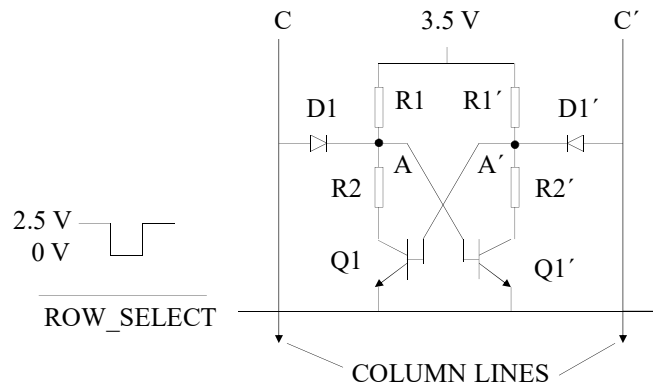 C 3.5 V C´
R1 R1´
D1 D1´
A A´
R2 R2´
2.5 V
0 V
Q1 Q1´
ROW_SELECT
COLUMN LINES